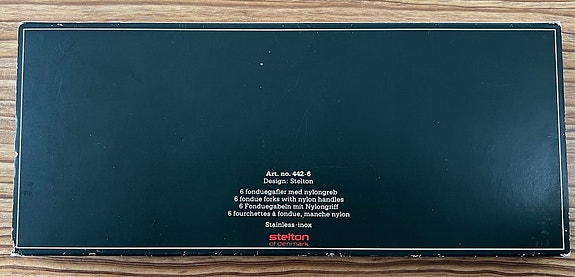 Art. no. 442-6
Design: Stelton
6 fonduegafler med nylongreb
6 fondue forks with nylon handles
6 Fonduegabeln mit Nylongriff
6 fourchettes à fondue, manche nylon
Stainless-inox
stelton
of denmark